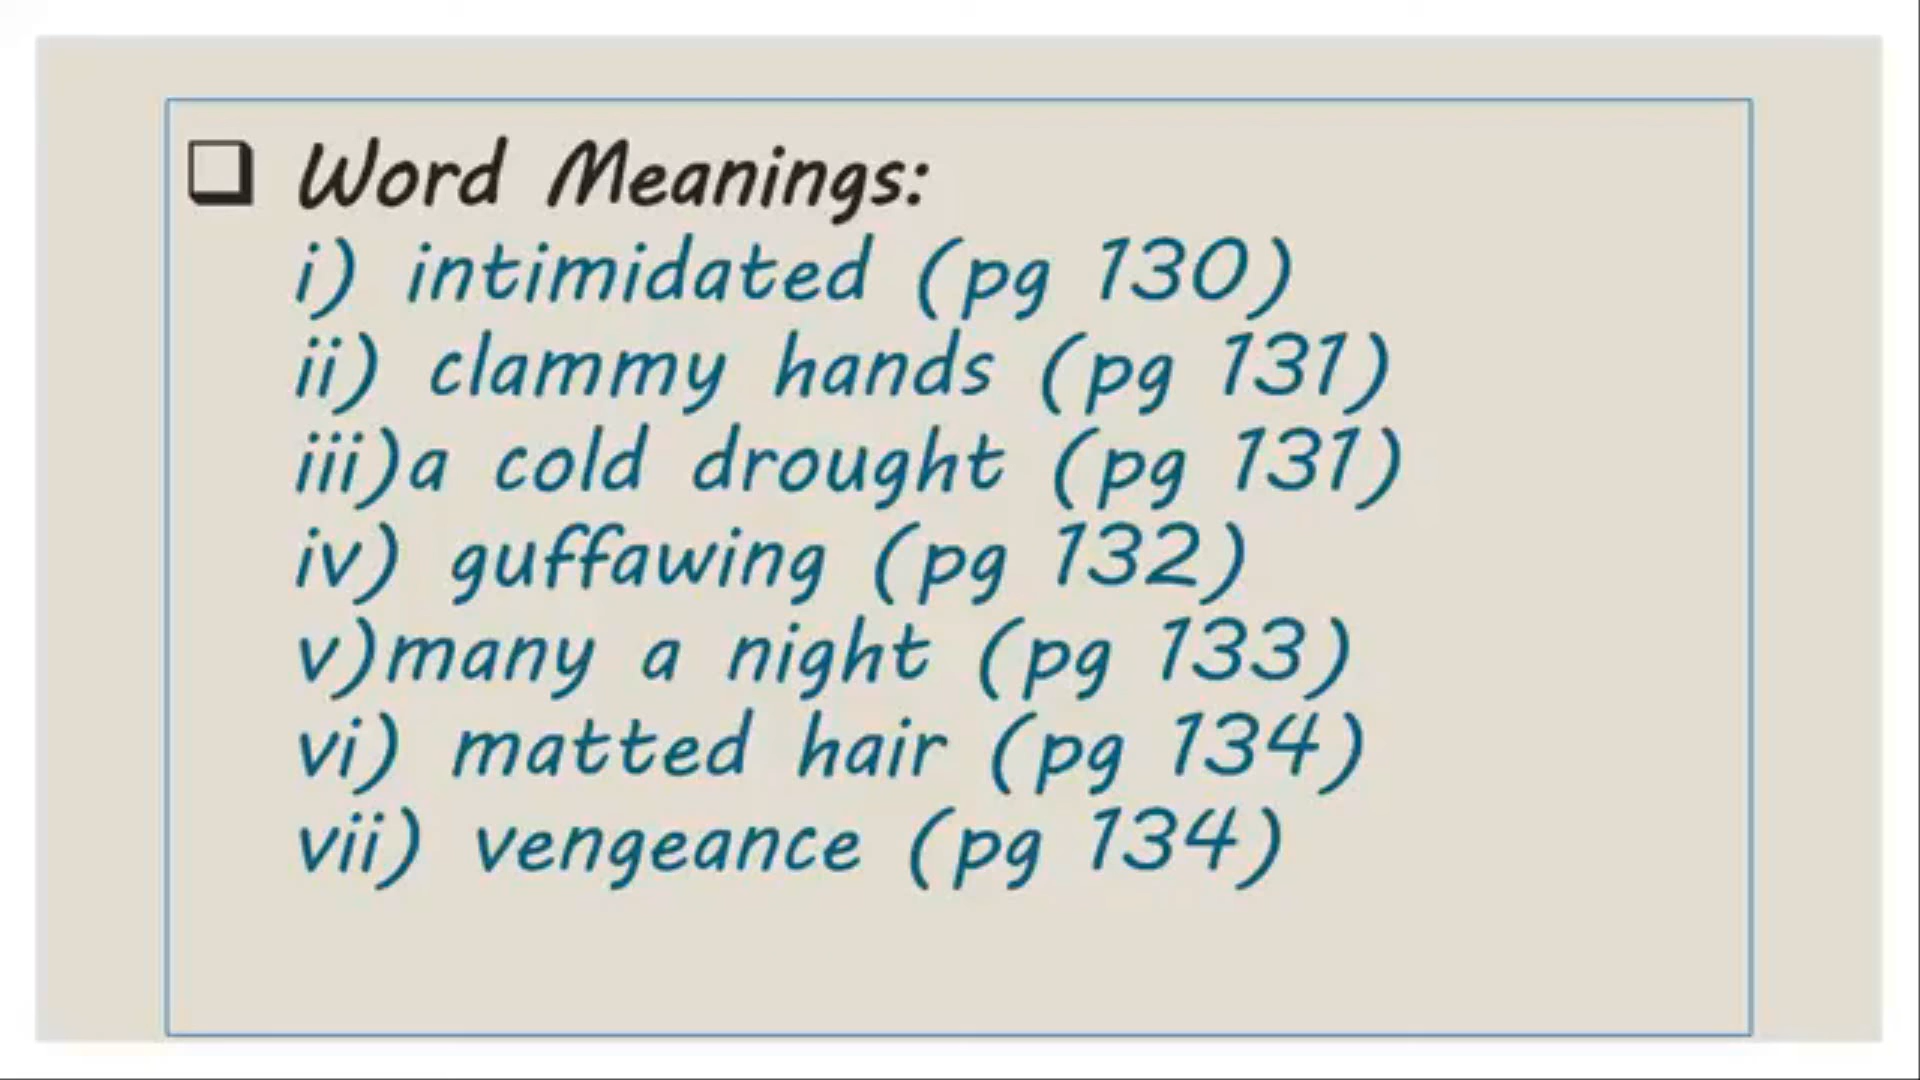 Word Meanings:
i) intimidated (pg 130)
ii) clammy hands (pg 131)
iii)a cold drought (pg 131)
iv) guffawing (pg 132)
v)many a night (pg 133)
vi) matted hair (pg 134)
vii) vengeance (pg 134)